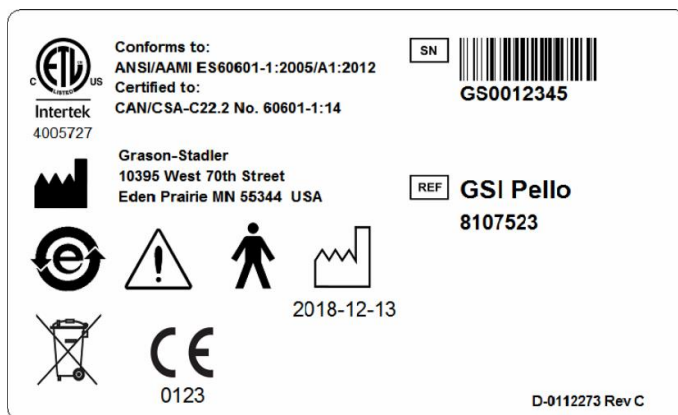 Conforms to:
ANSI/AAMI ES60601-1:2005/A1:2012
Certified to:
CAN/CSA-C22.2 No. 60601-1:14
C ETL US
LISTED
Intertek
4005727
SN
GS0012345
Grason-Stadler
10395 West 70th Street
Eden Prairie MN 55344 USA
REF GSI Pello
8107523
e
2018-12-13
CE
0123
D-0112273 Rev C